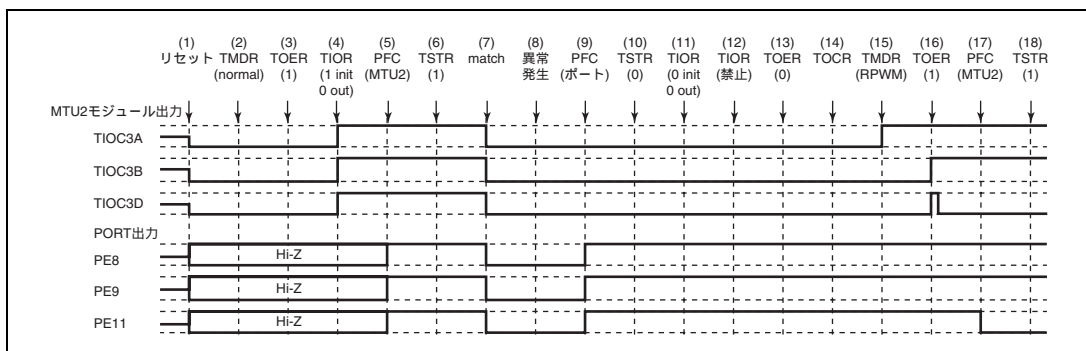 (1) (2) (3) (4) (5) (6) (7) (8) (9) (10) (11) (12) (13) (14) (15) (16) (17) (18)
リセット TMDR TOER TIOR PFC TSTR match 異常 PFC TSTR TIOR TIOR TOER TOCR TMDR TOER PFC TSTR
(normal) (1) (1 init (MTU2) (1) 発生 (ポート) (0) (0 init (禁止) (0) (RPWM) (1) (MTU2) (1)
0 out) 0 out)
MTU2モジュール出力
TIOC3A
TIOC3B
TIOC3D
PORT出力
PE8 Hi-Z
PE9 Hi-Z
PE11 Hi-Z